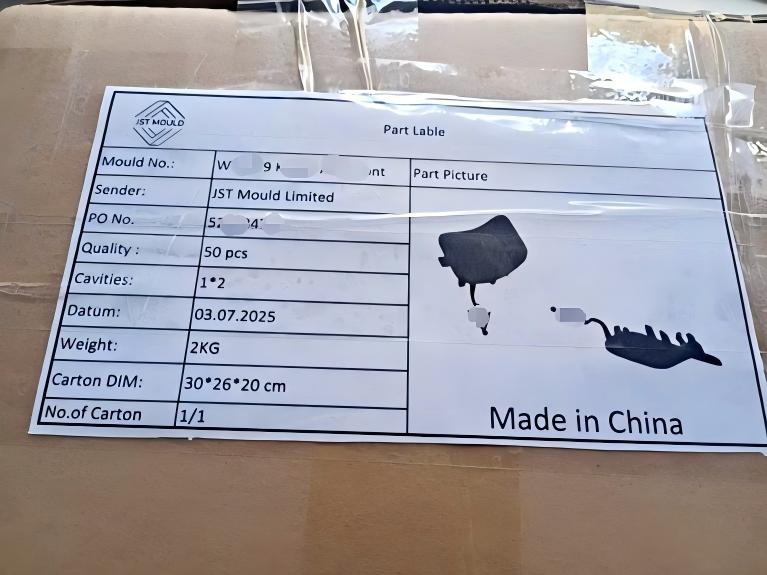 JST MOULD
Part Lable
Mould No.:
Part Picture
Sender: JST Mould Limited
PO No.
Quality : 50 pcs
Cavities: 1*2
Datum: 03.07.2025
Weight: 2KG
Carton DIM: 30*26*20 cm
No.of Carton 1/1
Made in China